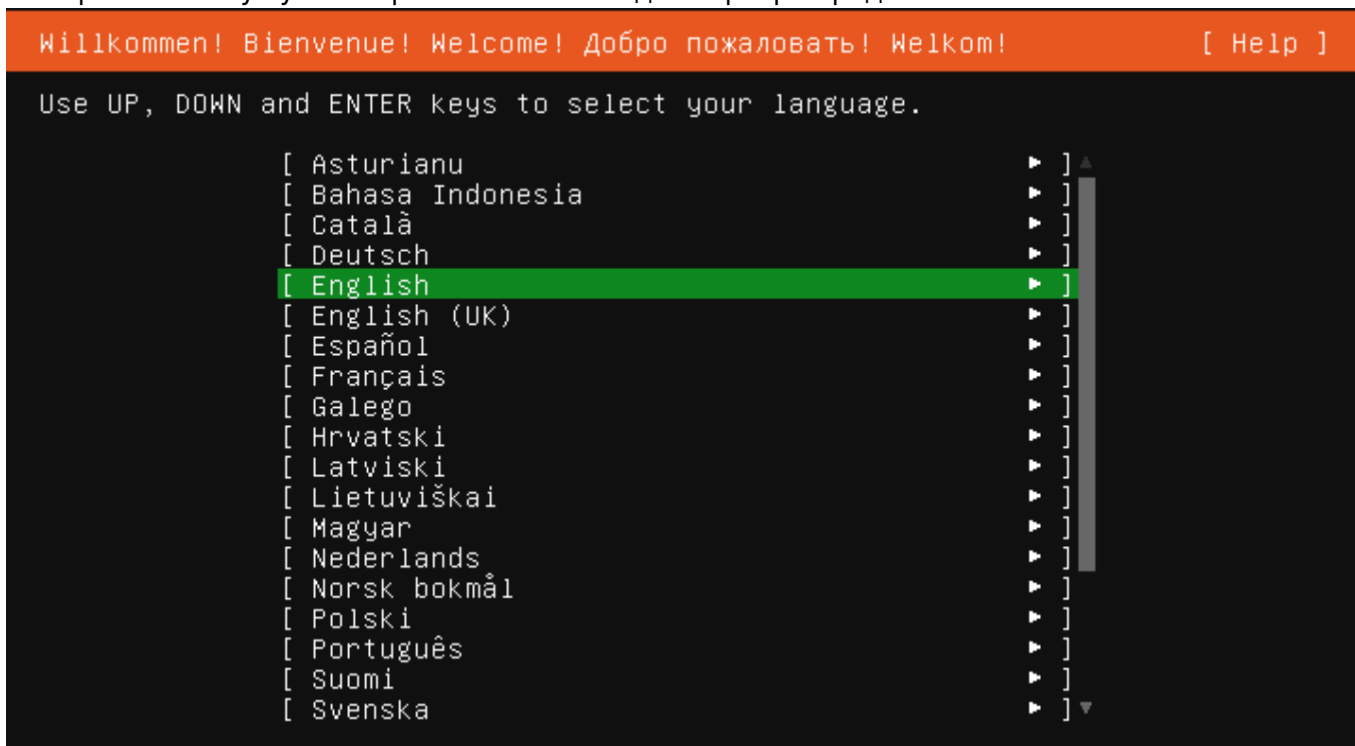 Willkommen! Bienvenue! Welcome! Добро пожаловать! Welkom! [ Help ]
Use UP, DOWN and ENTER keys to select your language.
[ Asturianu ► ]
[ Bahasa Indonesia ► ]
[ Català ► ]
[ Deutsch ► ]
[ English ► ]
[ English (UK) ► ]
[ Español ► ]
[ Français ► ]
[ Galego ► ]
[ Hrvatski ► ]
[ Latviski ► ]
[ Lietuviškai ► ]
[ Magyar ► ]
[ Nederlands ► ]
[ Norsk bokmål ► ]
[ Polski ► ]
[ Português ► ]
[ Suomi ► ]
[ Svenska ► ]